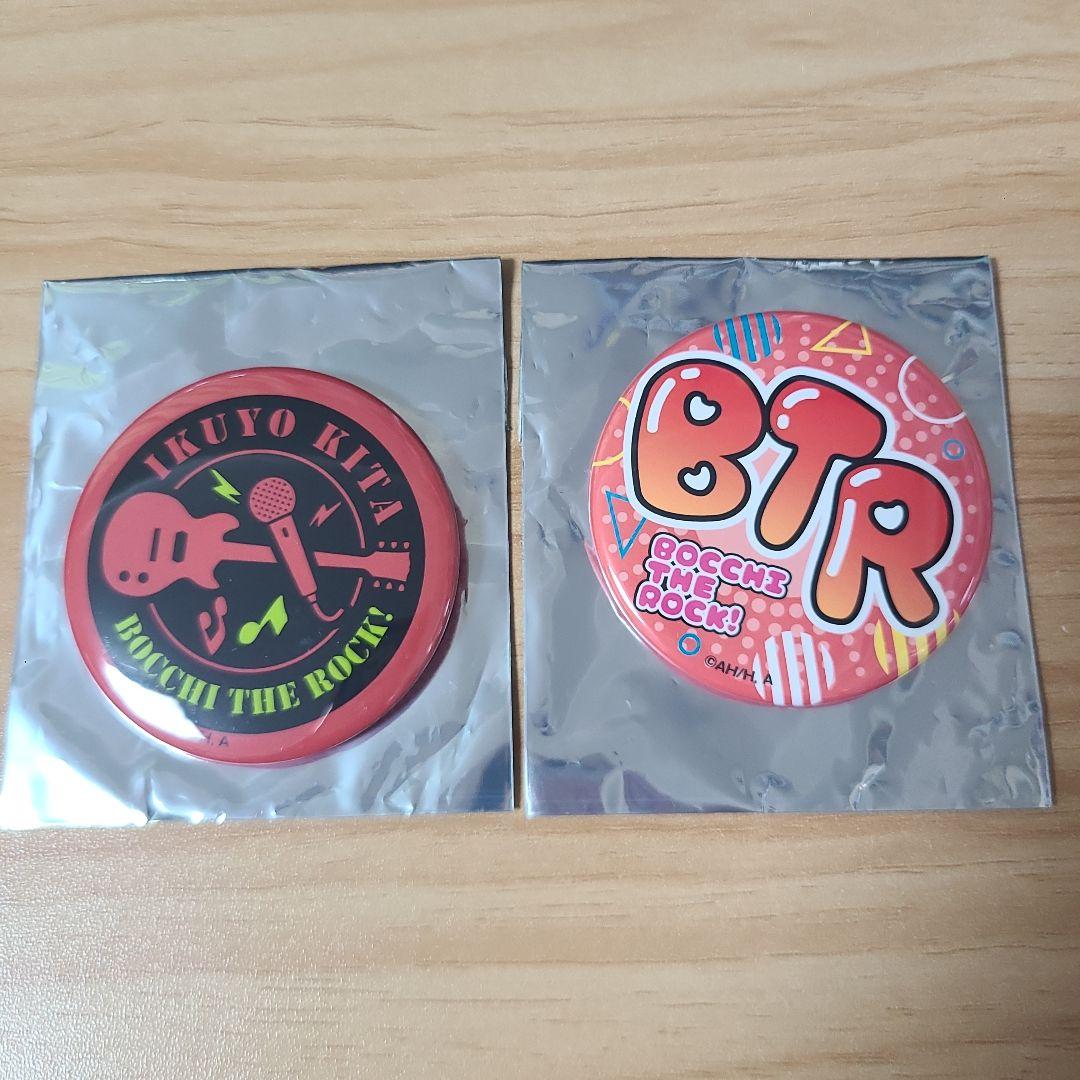 IKUYO KITA
BOCCHI THE ROCK!
H. A
BTR
BOCCHI
THE
ROCK!
©AH/H. A